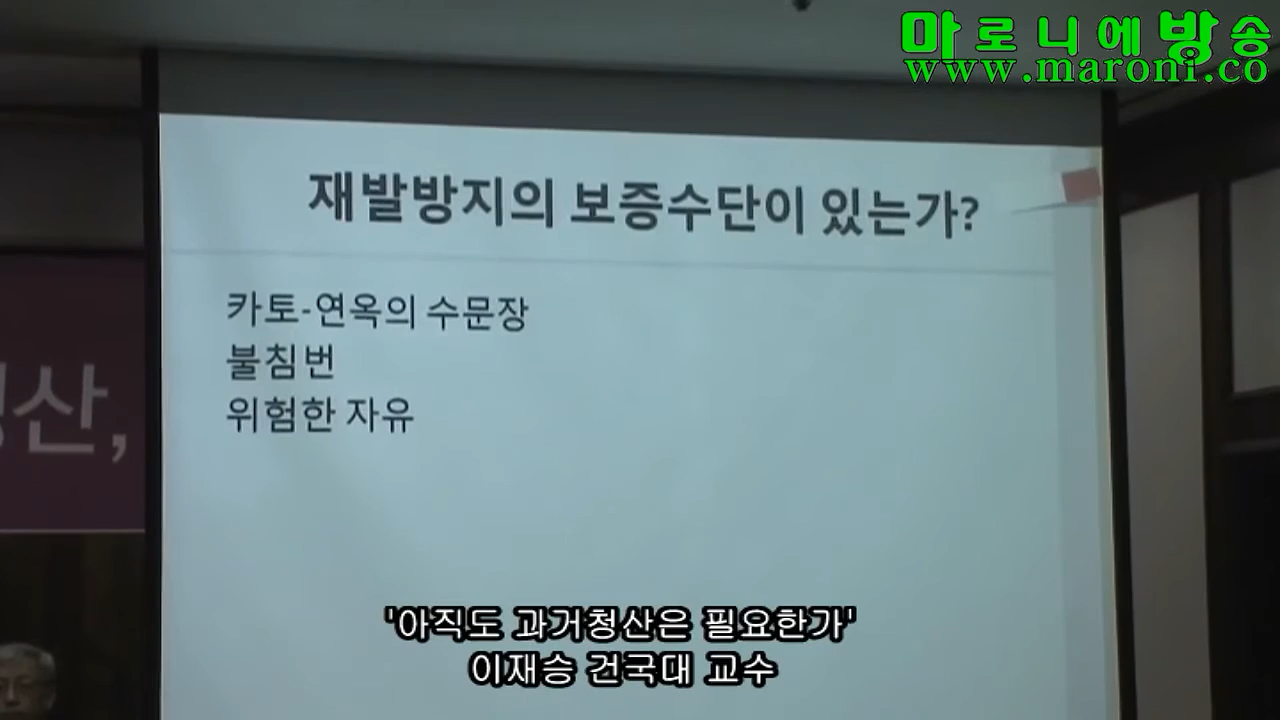 마로니에방송
www.maroni.co
재발방지의 보증수단이 있는가?
카토-연옥의 수문장
불침번
위험한 자유
산,
'아직도 과거청산은 필요한가'
이재승 건국대 교수